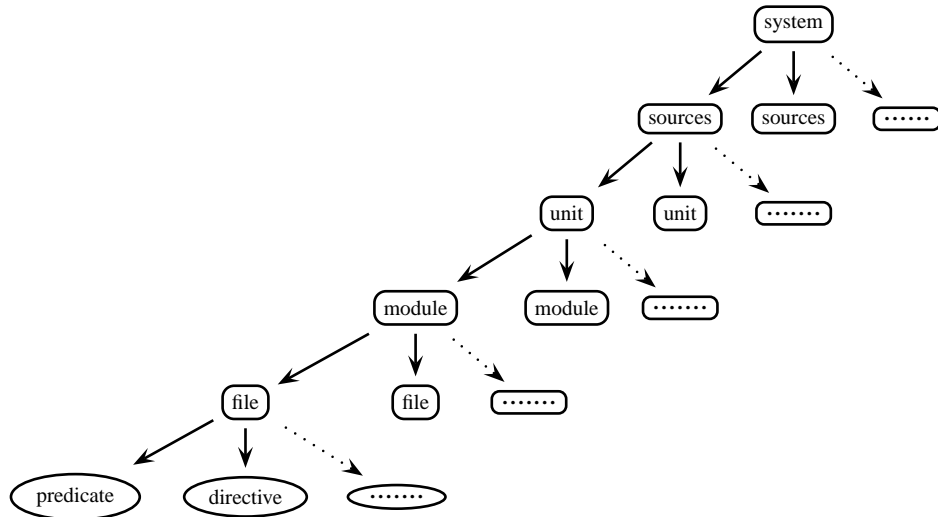 system
sources sources ......
unit unit .......
module module .......
file file .......
predicate directive .......